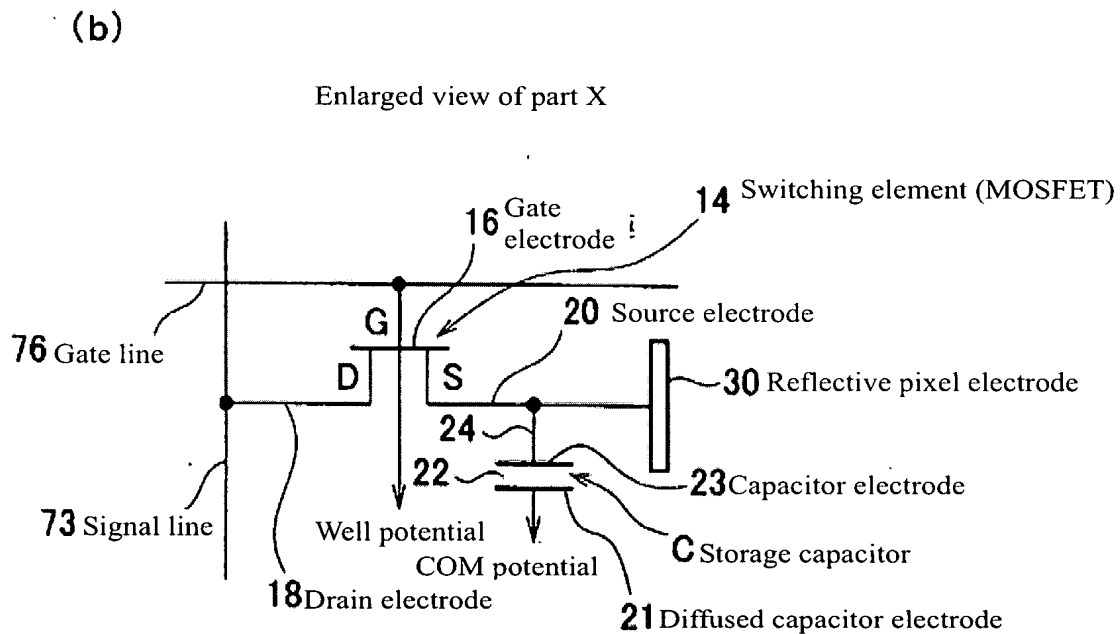 (b)
Enlarged view of part X
14 Switching element (MOSFET)
16 Gate
electrode
G
20 Source electrode
76 Gate line
D
S
30 Reflective pixel electrode
24
22
23 Capacitor electrode
73 Signal line
Well potential
COM potential
C Storage capacitor
18 Drain electrode
21 Diffused capacitor electrode